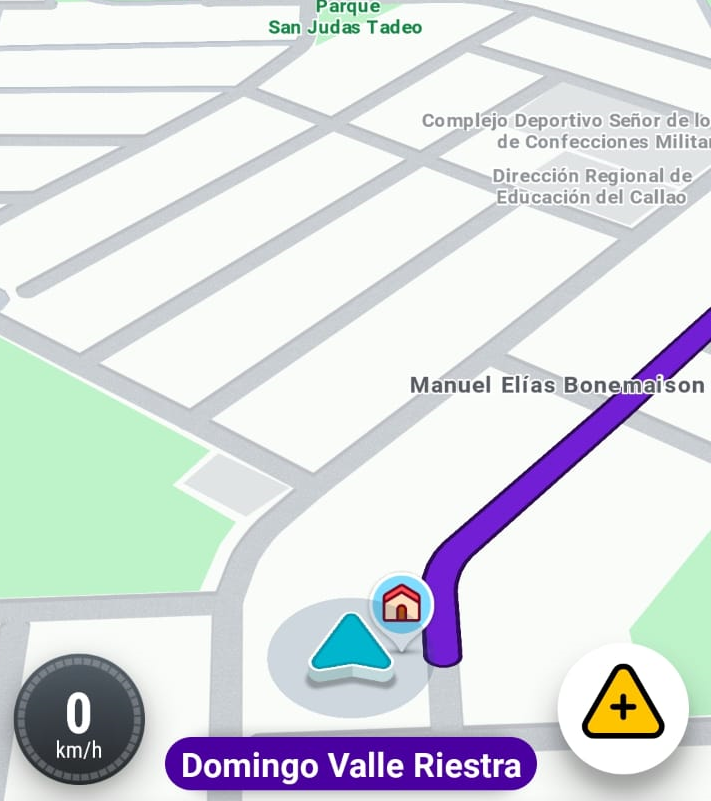 Parque
San Judas Tadeo
Complejo Deportivo Señor de lo
de Confecciones Milita
Dirección Regional de
Educación del Callao
Manuel Elías Bonemaison
0
km/h
Domingo Valle Riestra